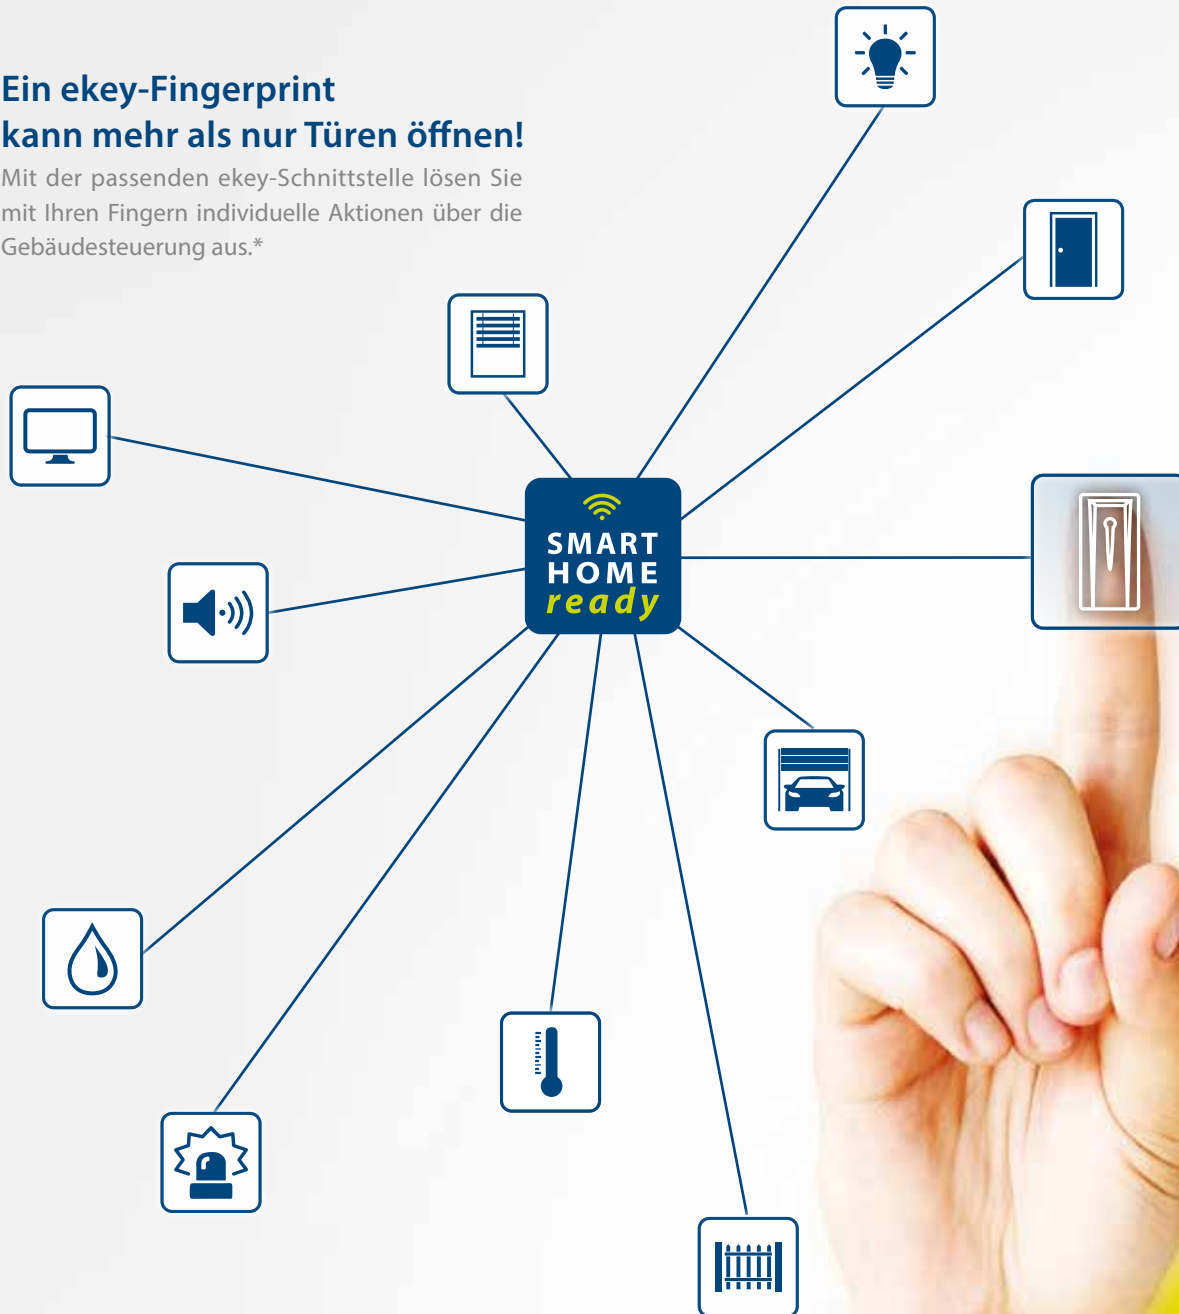 Ein ekey-Fingerprint
kann mehr als nur Türen öffnen!
Mit der passenden ekey-Schnittstelle lösen Sie
mit Ihren Fingern individuelle Aktionen über die
Gebäudesteuerung aus.*
SMART
HOME
ready